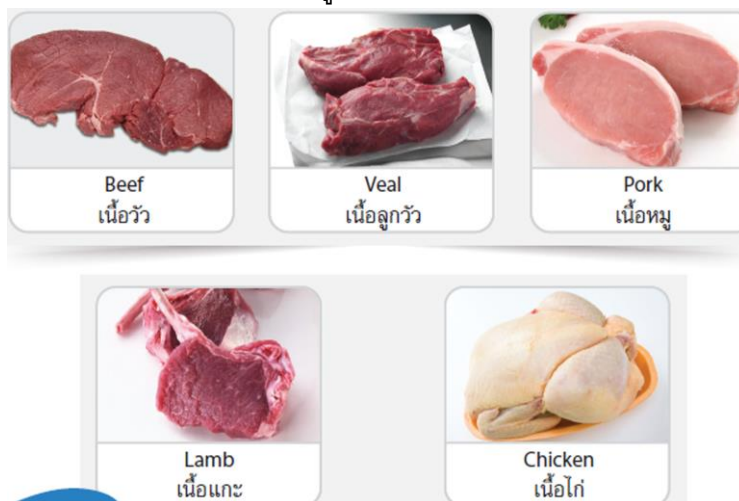 Beef
เนื้อวัว
Veal
เนื้อลูกวัว
Pork
เนื้อหมู
Lamb
เนื้อแกะ
Chicken
เนื้อไก่